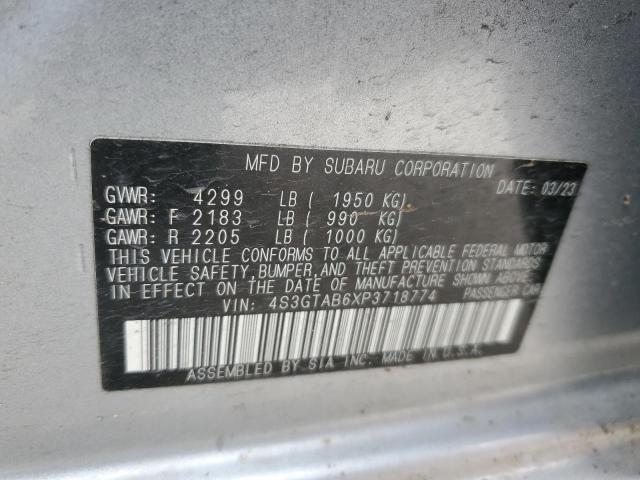 MFD BY SUBARU CORPORATION
DATE: 03/23
GVWR: 4299 LB ( 1950 KG)
GAWR: F 2183 LB ( 990 KG)
GAWR: R 2205 LB ( 1000 KG)
THIS VEHICLE CONFORMS TO ALL APPLICABLE FEDERAL MOTOR
VEHICLE SAFETY, BUMPER, AND THEFT PREVENTION STANDARDS
IN EFFECT ON THE DATE OF MANUFACTURE SHOWN ABOVE.
VIN: 4S3GTAB6XP3718774 PASSENGER CAR
ASSEMBLED BY SIA INC. MADE IN U.S.A.